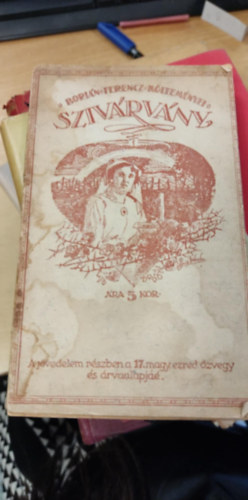 FERENCZ KÖLTEMÉNYEI
SZIVÁRVÁNY
ÁRA 5 KOR.
A jövedelem részben a 17. magy. ezred özvegy
és árvaalapjáé.